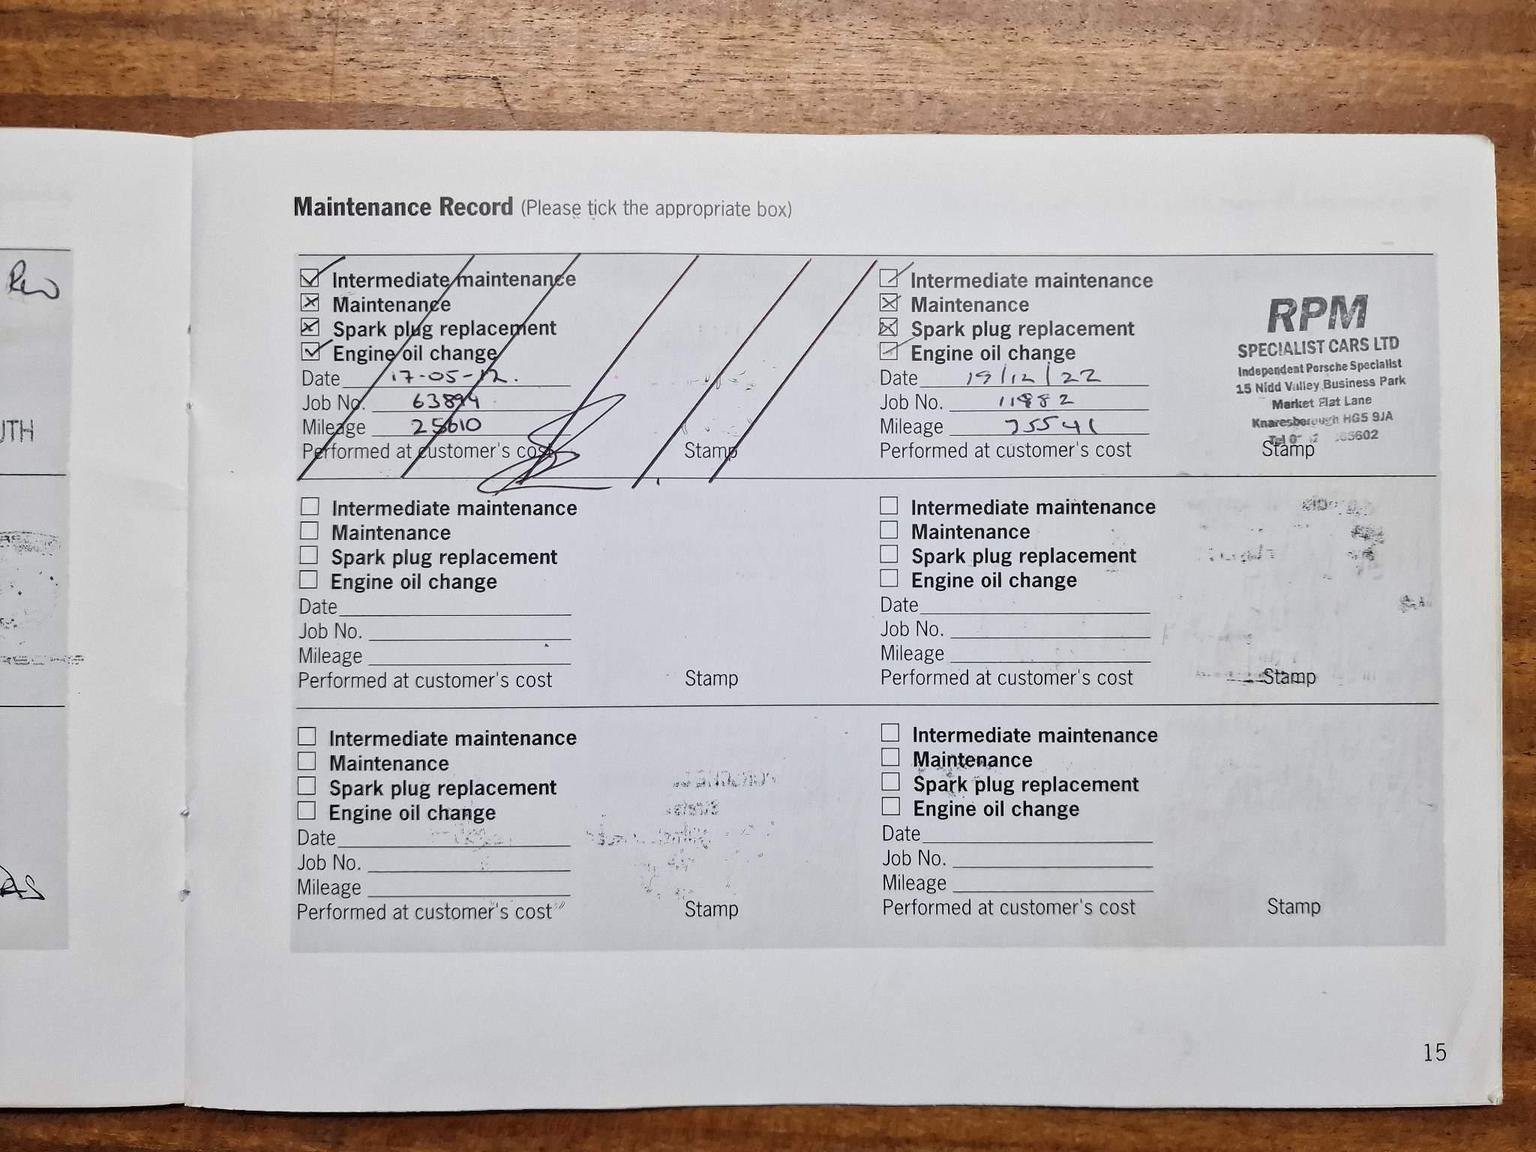 Rev
UTH
Maintenance Record (Please tick the appropriate box)
Intermediate maintenance
Maintenance
Spark plug replacement
Engine oil change
Date 17-05-12.
Job No. 63894
Mileage 25610
Performed at customer's cost
Stamp
Intermediate maintenance
Maintenance
Spark plug replacement
Engine oil change
Date 19/12/22
Job No. 11882
Mileage 75541
Performed at customer's cost
RPM
SPECIALIST CARS LTD
Independent Porsche Specialist
15 Nidd Valley Business Park
Market Flat Lane
Knaresborough HG5 9JA
Stamp
Intermediate maintenance
Maintenance
Spark plug replacement
Engine oil change
Date
Job No.
Mileage
Performed at customer's cost
Stamp
Intermediate maintenance
Maintenance
Spark plug replacement
Engine oil change
Date
Job No.
Mileage
Performed at customer's cost
Stamp
Intermediate maintenance
Maintenance
Spark plug replacement
Engine oil change
Date
Job No.
Mileage
Performed at customer's cost
Stamp
Intermediate maintenance
Maintenance
Spark plug replacement
Engine oil change
Date
Job No.
Mileage
Performed at customer's cost
Stamp
15